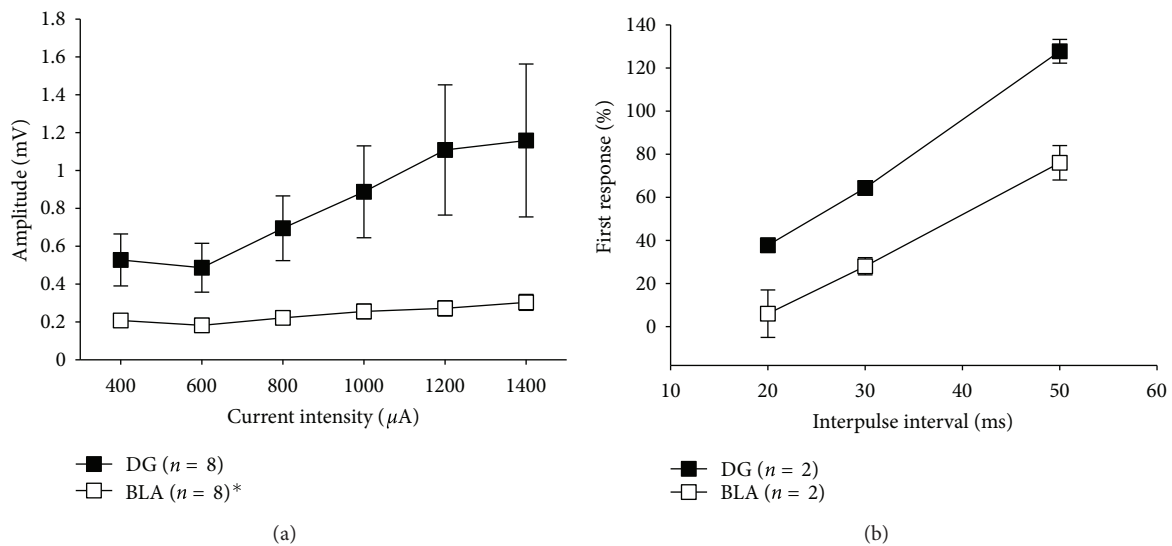 1.8
1.6
1.4
1.2
1
0.8
0.6
0.4
0.2
0
Amplitude (mV)
400 600 800 1000 1200 1400
Current intensity (µA)
DG (n = 8)
BLA (n = 8)*
(a)
140
120
100
80
60
40
20
0
First response (%)
10 20 30 40 50 60
Interpulse interval (ms)
DG (n = 2)
BLA (n = 2)
(b)